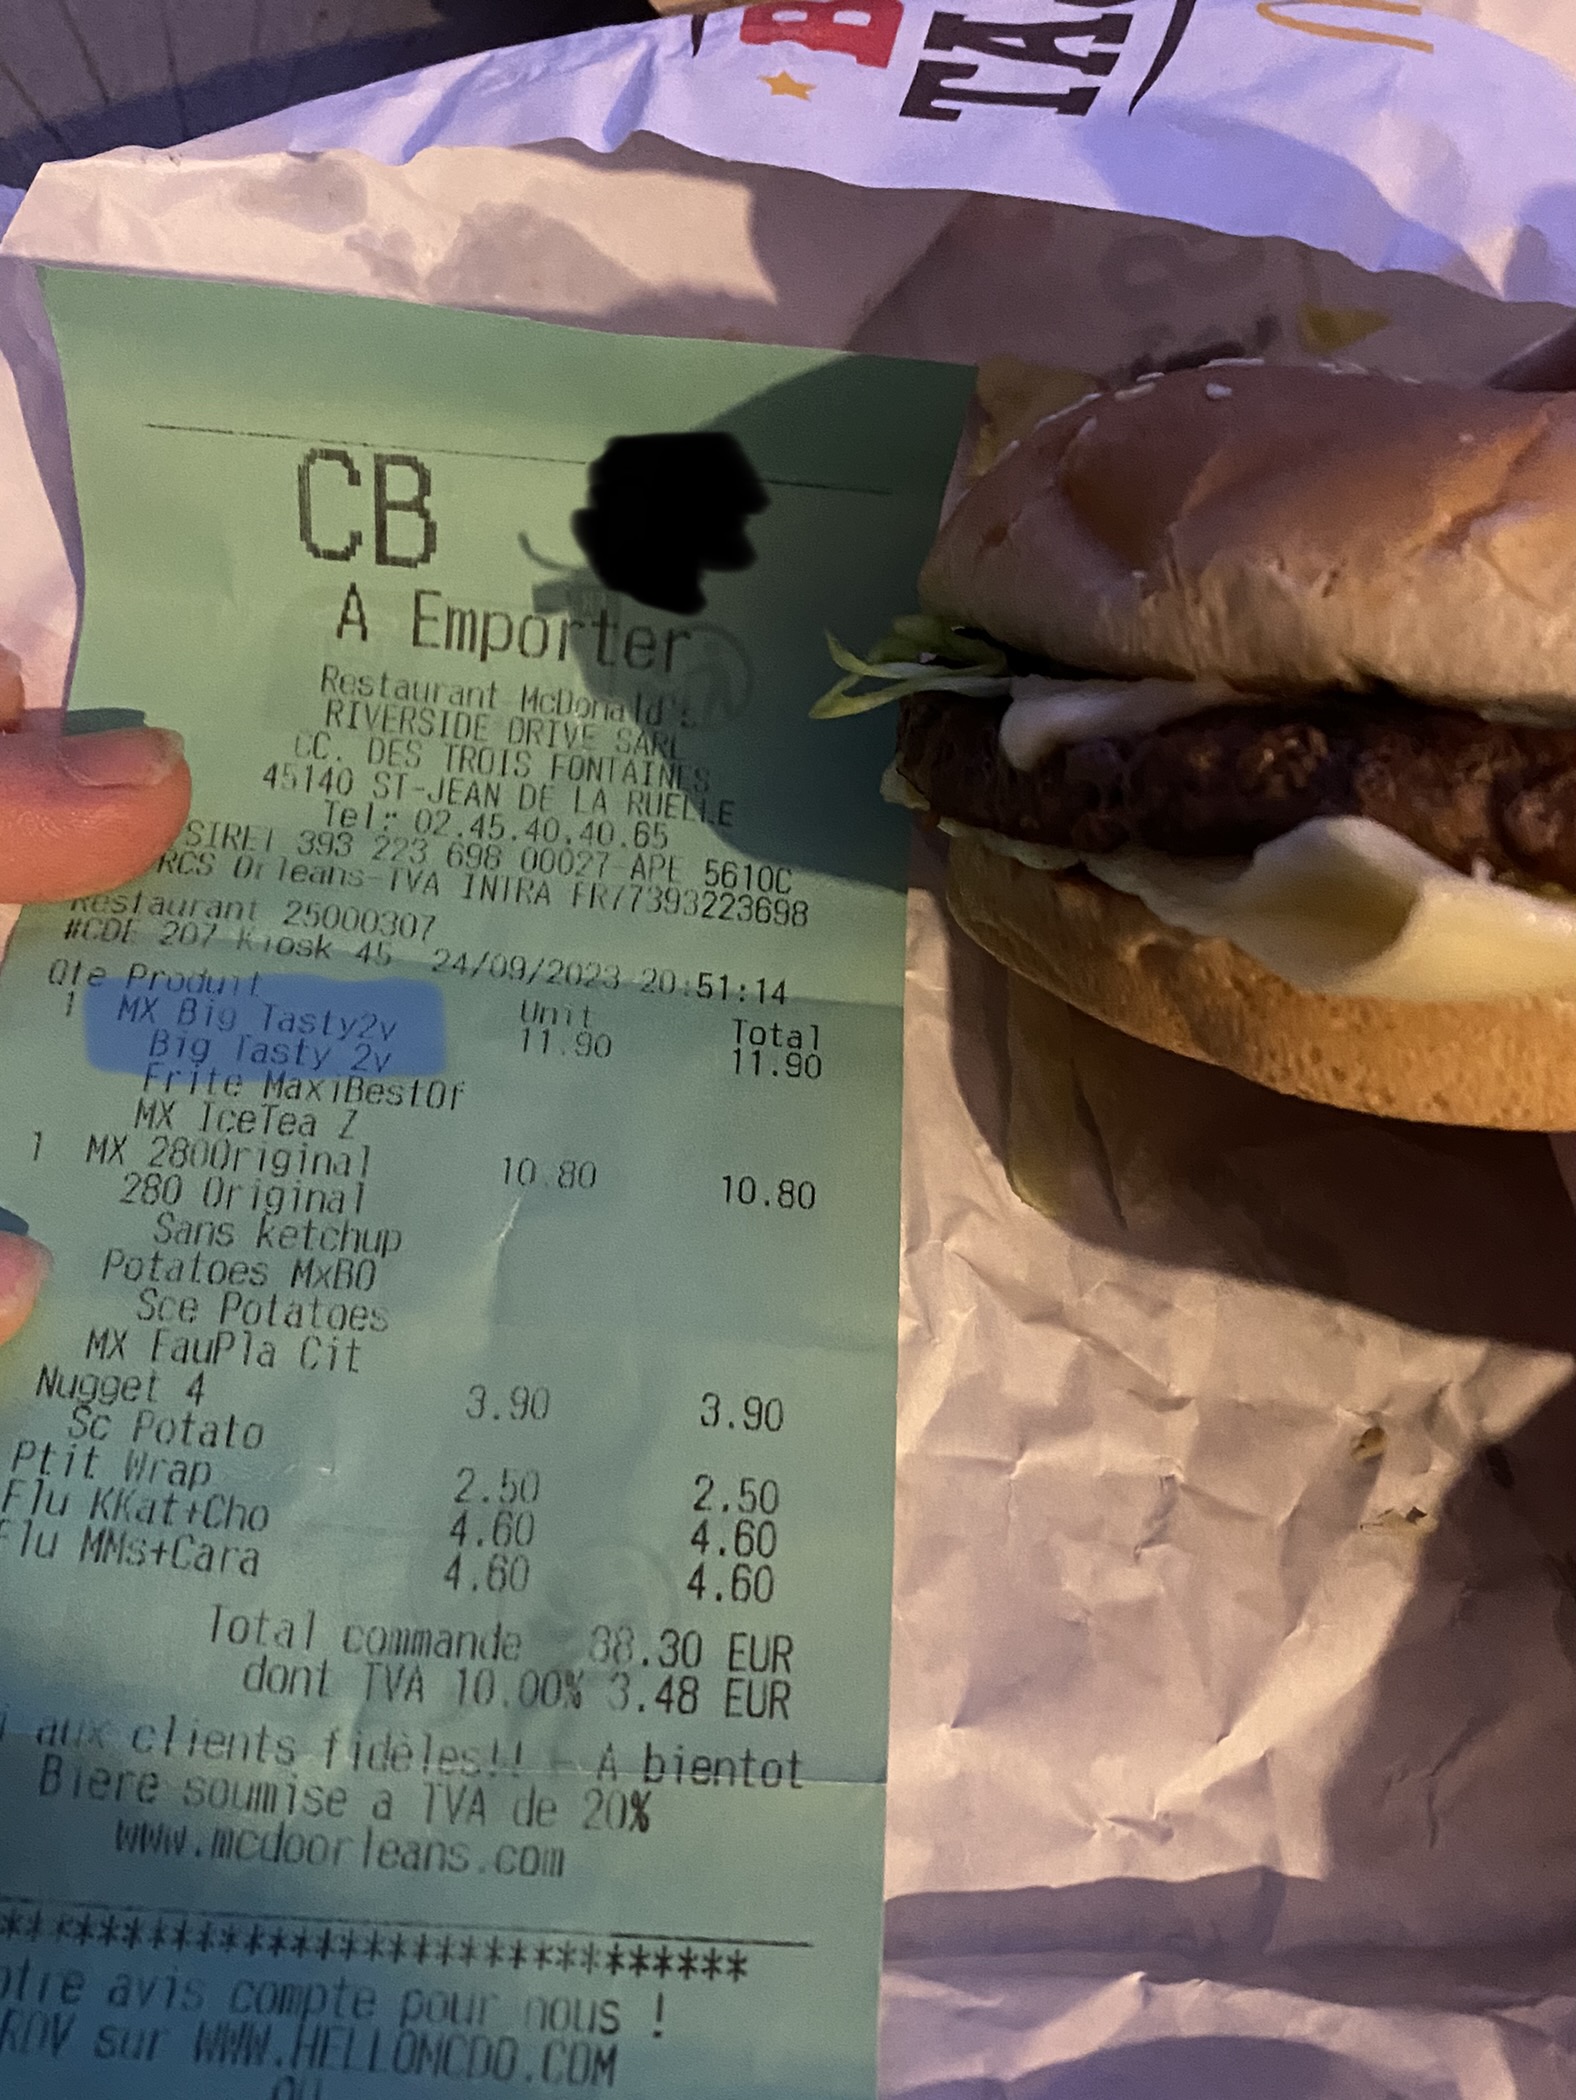 B
TAS
CB
A Emporter
Restaurant McDonald's
RIVERSIDE DRIVE SARL
CC. DES TROIS FONTAINES
45140 ST-JEAN DE LA RUELLE
Tel: 02.45.40.40.65
SIRET 393 223 698 00027-APE 5610C
RCS Orleans-TVA INTRA FR77393223698
Restaurant 25000307
#CDE 207 Kiosk 45 24/09/2023 20:51:14
Qte Produit Unit Total
1 MX Big Tasty2v 11.90 11.90
Big Tasty 2v
Frite MaxiBestOf
MX IceTea Z
1 MX 280Original 10.80 10.80
280 Original
Sans ketchup
Potatoes MxBO
Sce Potatoes
MX EauPla Cit
Nugget 4 3.90 3.90
Sc Potato
Ptit Wrap 2.50 2.50
Flu KKat+Cho 4.60 4.60
Flu MMs+Cara 4.60 4.60
Total commande 38.30 EUR
dont TVA 10.00% 3.48 EUR
aux clients fidèles!! - A bientot
Biere soumise a TVA de 20%
www.mcdoorleans.com
*******************************
otre avis compte pour nous !
RDV sur WWW.HELLOMCDO.COM
OU